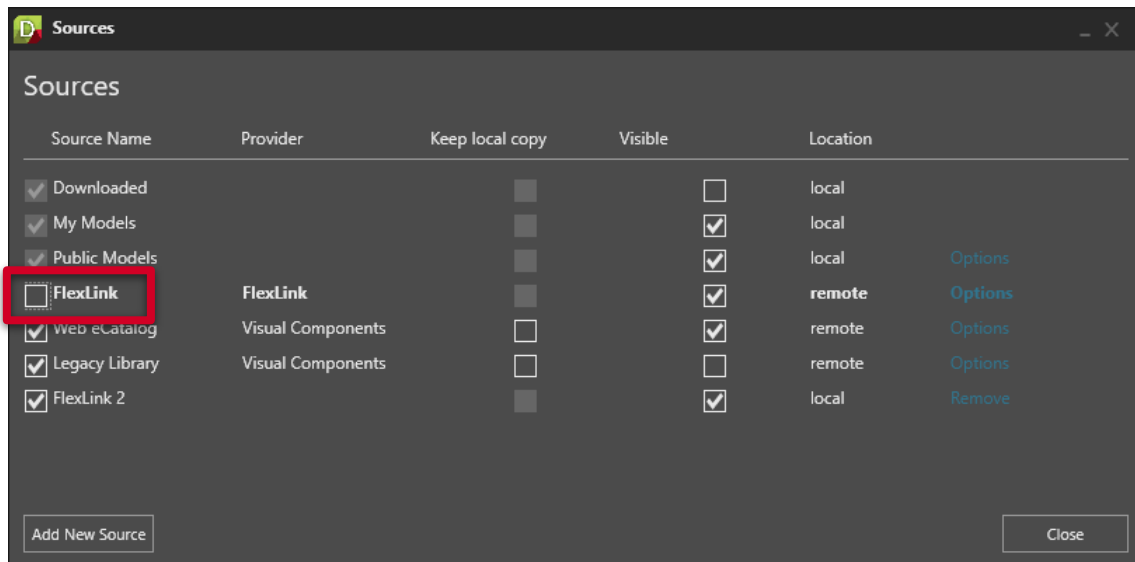 D Sources
Sources
Source Name Provider Keep local copy Visible Location
Downloaded local
My Models local
Public Models local Options
FlexLink FlexLink remote Options
Web eCatalog Visual Components remote Options
Legacy Library Visual Components remote Options
FlexLink 2 local Remove
Add New Source Close